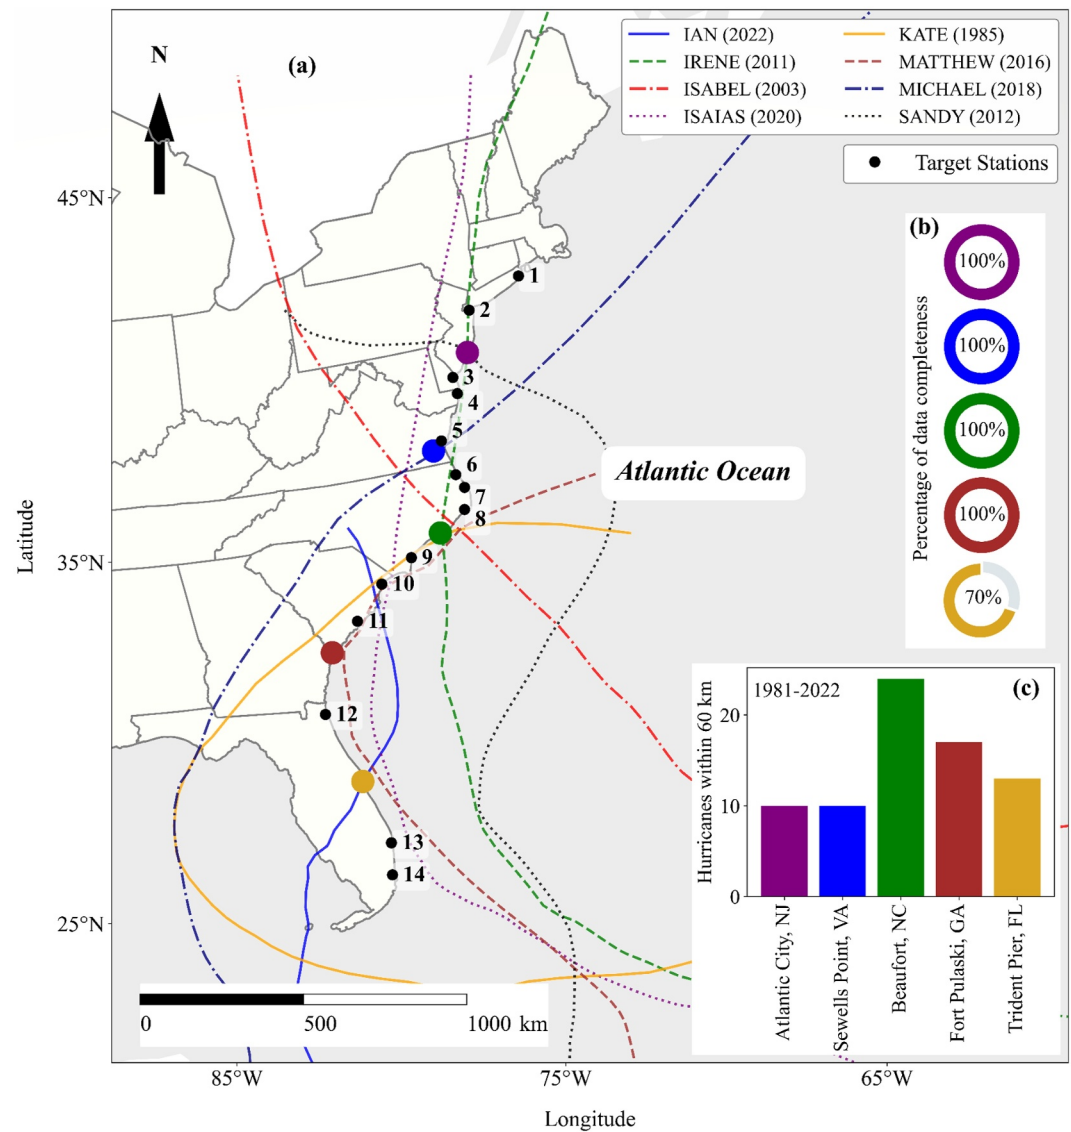 N
(a)
IAN (2022)
IRENE (2011)
ISABEL (2003)
ISAIAS (2020)
KATE (1985)
MATTHEW (2016)
MICHAEL (2018)
SANDY (2012)
Target Stations
45°N
35°N
25°N
Latitude
1
2
3
4
5
6
7
8
9
10
11
12
13
14
Atlantic Ocean
(b)
Percentage of data completeness
100%
100%
100%
100%
70%
(c)
1981-2022
Hurricanes within 60 km
20
10
0
Atlantic City, NJ
Sewells Point, VA
Beaufort, NC
Fort Pulaski, GA
Trident Pier, FL
0
500
1000 km
85°W
75°W
65°W
Longitude